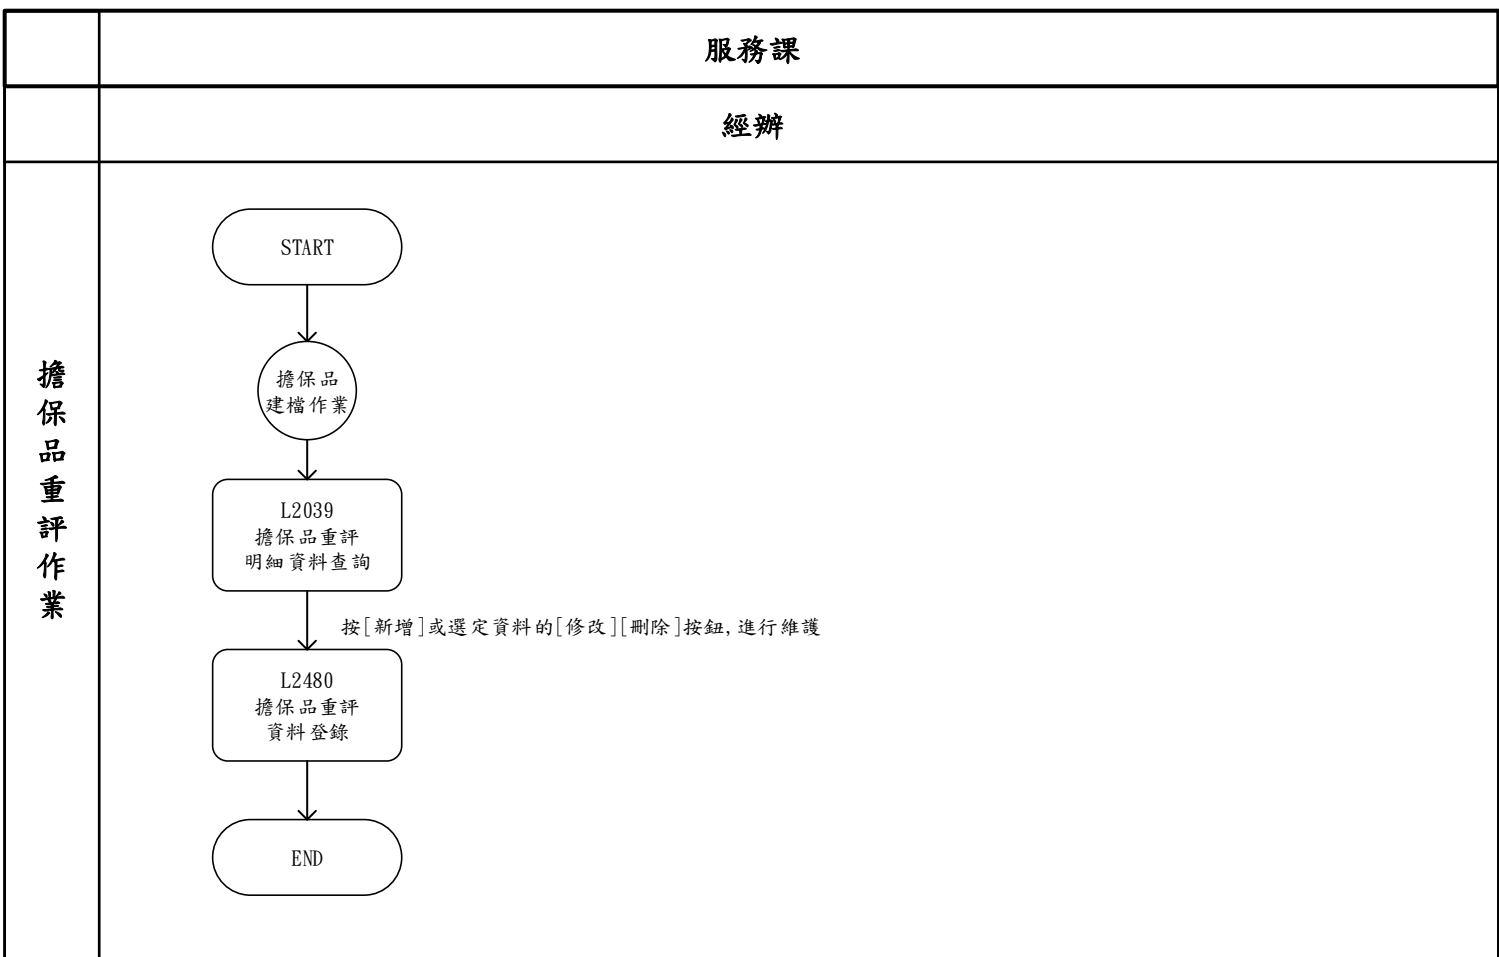 服務課
經辦
擔保品重評作業
START
擔保品
建檔作業
L2039
擔保品重評
明細資料查詢
按[新增]或選定資料的[修改][刪除]按鈕,進行維護
L2480
擔保品重評
資料登錄
END